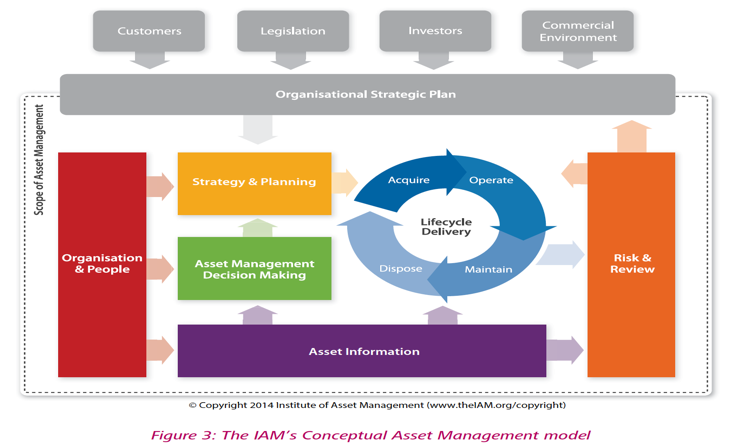 Customers
Legislation
Investors
Commercial
Environment
Organisational Strategic Plan
Scope of Asset Management
Strategy & Planning
Acquire
Operate
Lifecycle
Delivery
Organisation
& People
Asset Management
Decision Making
Dispose
Maintain
Risk &
Review
Asset Information
© Copyright 2014 Institute of Asset Management (www.theIAM.org/copyright)
Figure 3: The IAM's Conceptual Asset Management model